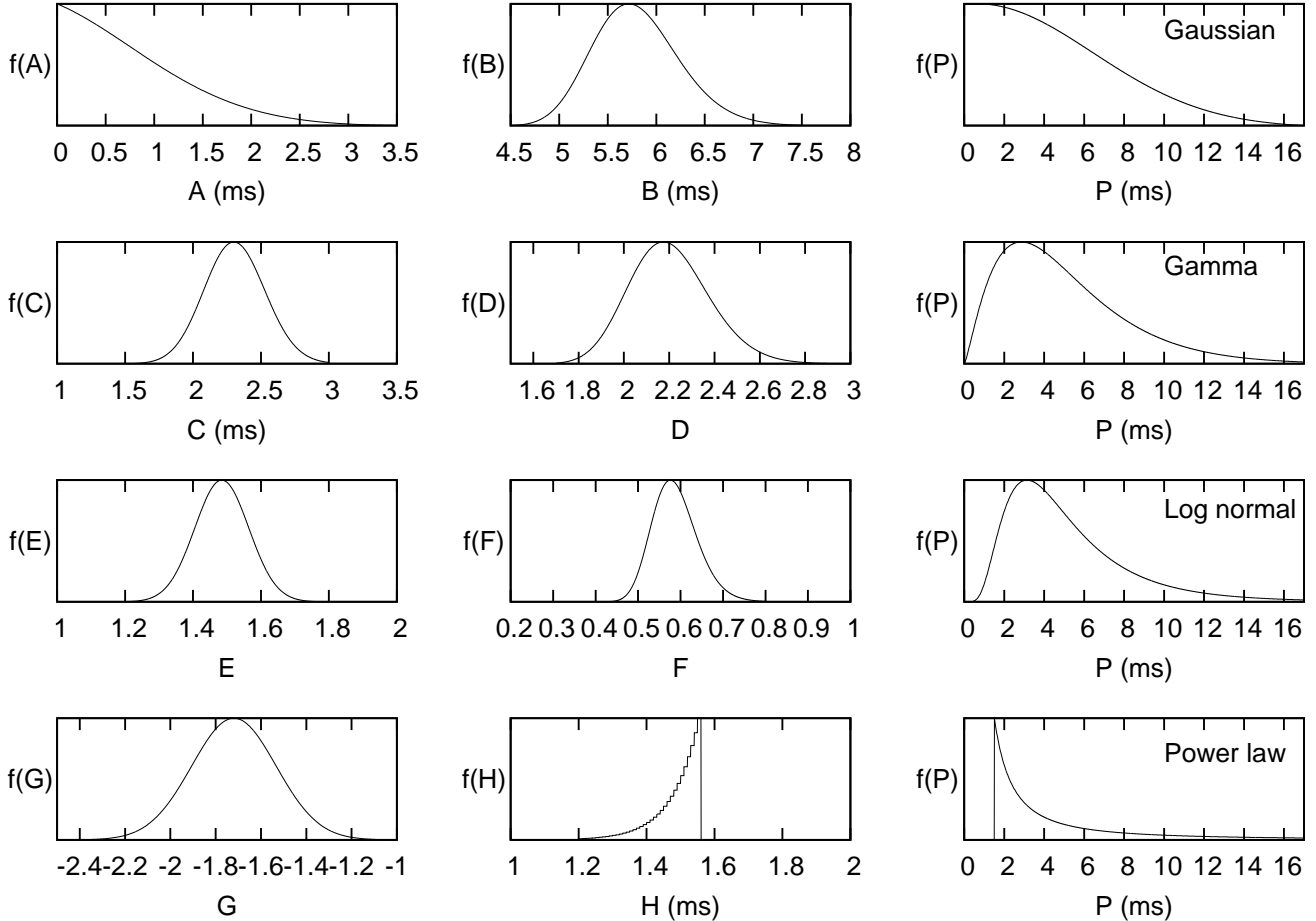 f(A)
0 0.5 1 1.5 2 2.5 3 3.5
A (ms)
f(B)
4.5 5 5.5 6 6.5 7 7.5 8
B (ms)
f(P)
Gaussian
0 2 4 6 8 10 12 14 16
P (ms)
f(C)
1 1.5 2 2.5 3 3.5
C (ms)
f(D)
1.6 1.8 2 2.2 2.4 2.6 2.8 3
D
f(P)
Gamma
0 2 4 6 8 10 12 14 16
P (ms)
f(E)
1 1.2 1.4 1.6 1.8 2
E
f(F)
0.2 0.3 0.4 0.5 0.6 0.7 0.8 0.9 1
F
f(P)
Log normal
0 2 4 6 8 10 12 14 16
P (ms)
f(G)
-2.4 -2.2 -2 -1.8 -1.6 -1.4 -1.2 -1
G
f(H)
1 1.2 1.4 1.6 1.8 2
H (ms)
f(P)
Power law
0 2 4 6 8 10 12 14 16
P (ms)